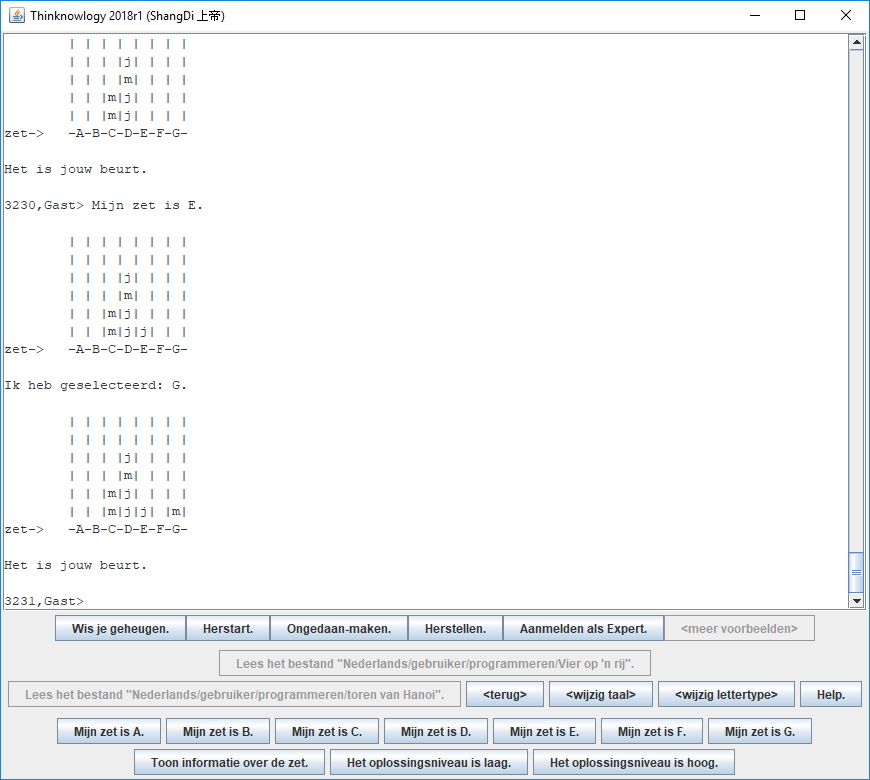 Thinknowlogy 2018r1 (ShangDi 上帝)
| | | | | | | |
| | | |j| | | |
| | | |m| | | |
| | |m|j| | | |
| | |m|j| | | |
zet-> -A-B-C-D-E-F-G-
Het is jouw beurt.
3230,Gast> Mijn zet is E.
| | | | | | | |
| | | | | | | |
| | | |j| | | |
| | | |m| | | |
| | |m|j| | | |
| | |m|j|j| | |
zet-> -A-B-C-D-E-F-G-
Ik heb geselecteerd: G.
| | | | | | | |
| | | | | | | |
| | | |j| | | |
| | | |m| | | |
| | |m|j| | | |
| | |m|j|j| |m|
zet-> -A-B-C-D-E-F-G-
Het is jouw beurt.
3231,Gast>
Wis je geheugen. Herstart. Ongedaan-maken. Herstellen. Aanmelden als Expert. <meer voorbeelden>
Lees het bestand "Nederlands/gebruiker/programmeren/Vier op 'n rij".
Lees het bestand "Nederlands/gebruiker/programmeren/toren van Hanoi". <terug> <wijzig taal> <wijzig lettertype> Help.
Mijn zet is A. Mijn zet is B. Mijn zet is C. Mijn zet is D. Mijn zet is E. Mijn zet is F. Mijn zet is G.
Toon informatie over de zet. Het oplossingsniveau is laag. Het oplossingsniveau is hoog.